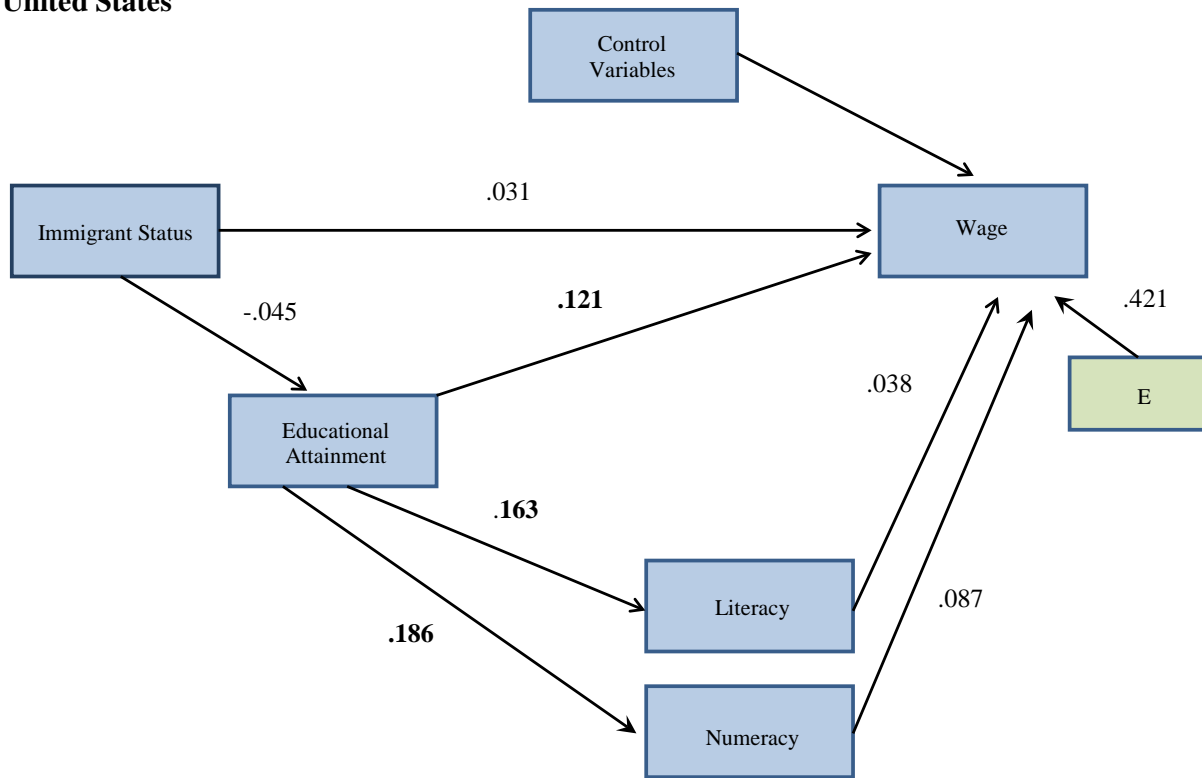 United States
Control
Variables
.031
Immigrant Status
Wage
-.045
.121
.421
.038
E
Educational
Attainment
.163
.087
Literacy
.186
Numeracy